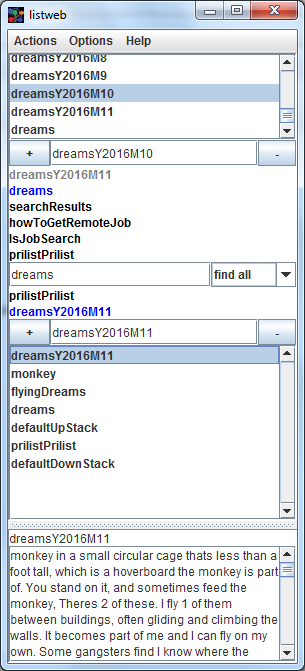 listweb
Actions Options Help
dreamsY2016M8
dreamsY2016M9
dreamsY2016M10
dreamsY2016M11
dreams
+ dreamsY2016M10 -
dreamsY2016M11
dreams
searchResults
howToGetRemoteJob
lsJobSearch
prilistPrilist
dreams find all
prilistPrilist
dreamsY2016M11
+ dreamsY2016M11 -
dreamsY2016M11
monkey
flyingDreams
dreams
defaultUpStack
prilistPrilist
defaultDownStack
dreamsY2016M11
monkey in a small circular cage thats less than a
foot tall, which is a hoverboard the monkey is part
of. You stand on it, and sometimes feed the
monkey, Theres 2 of these. I fly 1 of them
between buildings, often gliding and climbing the
walls. It becomes part of me and I can fly on my
own. Some gangsters find I know where the